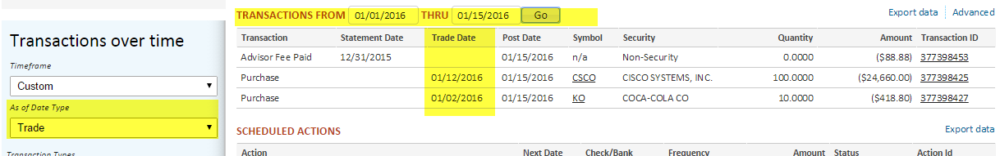 Transactions over time
Timeframe
Custom
As of Date Type
Trade
Transaction Types
TRANSACTIONS FROM 01/01/2016 THRU 01/15/2016 Go
Export data Advanced
Transaction Statement Date Trade Date Post Date Symbol Security Quantity Amount Transaction ID
Advisor Fee Paid 12/31/2015 01/15/2016 n/a Non-Security 0.0000 ($88.88) 377398453
Purchase 01/12/2016 01/15/2016 CSCO CISCO SYSTEMS, INC. 100.0000 ($24,660.00) 377398425
Purchase 01/02/2016 01/15/2016 KO COCA-COLA CO 10.0000 ($418.80) 377398427
SCHEDULED ACTIONS Export data
Action Next Date Check/Bank Frequency Amount Status Action Id